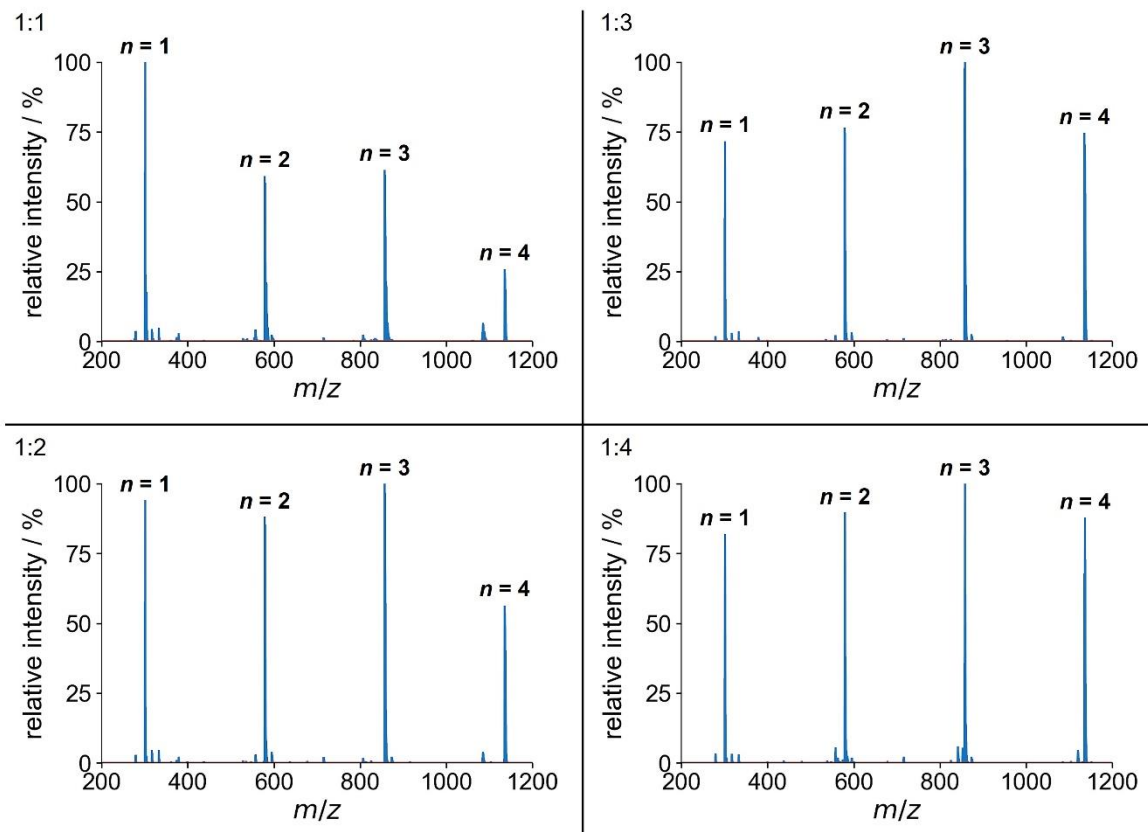 1:1
n = 1
n = 2
n = 3
n = 4
100
75
50
25
0
relative intensity / %
200 400 600 800 1000 1200
m/z
1:3
n = 1
n = 2
n = 3
n = 4
100
75
50
25
0
relative intensity / %
200 400 600 800 1000 1200
m/z
1:2
n = 1
n = 2
n = 3
n = 4
100
75
50
25
0
relative intensity / %
200 400 600 800 1000 1200
m/z
1:4
n = 1
n = 2
n = 3
n = 4
100
75
50
25
0
relative intensity / %
200 400 600 800 1000 1200
m/z